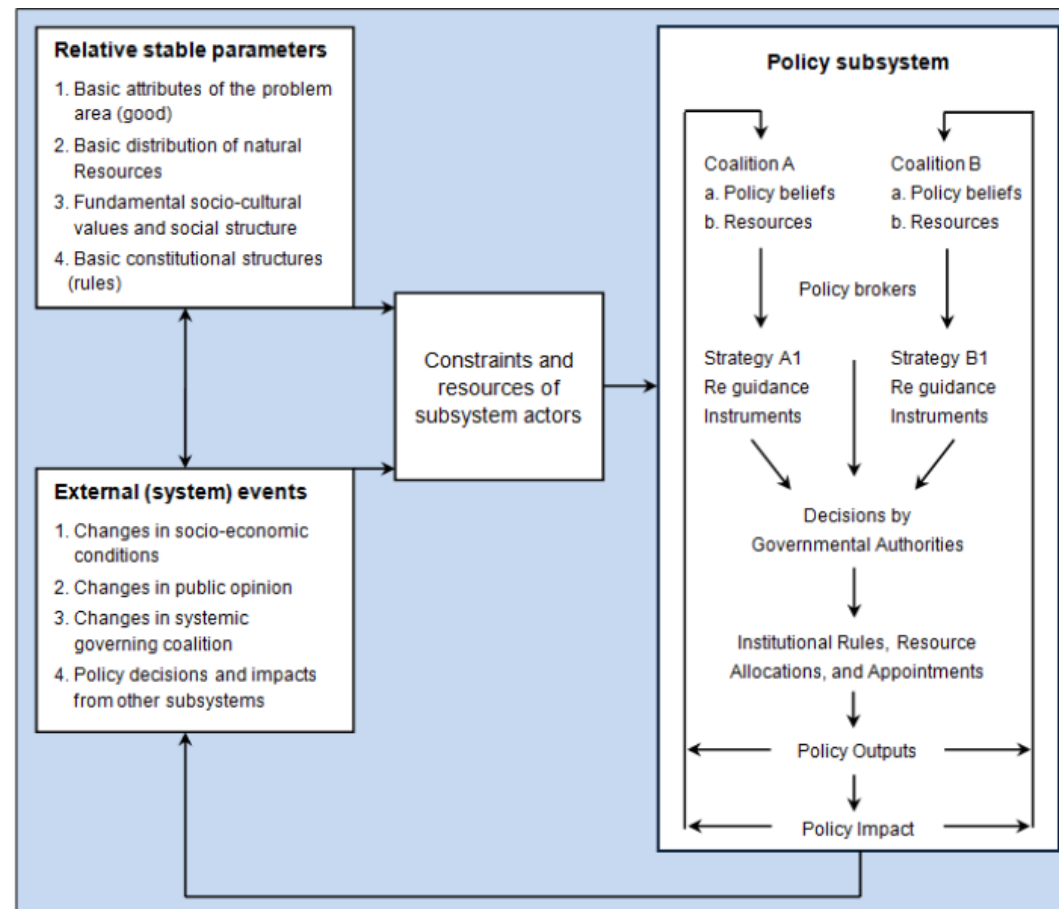 Relative stable parameters
1. Basic attributes of the problem
area (good)
2. Basic distribution of natural
Resources
3. Fundamental socio-cultural
values and social structure
4. Basic constitutional structures
(rules)
External (system) events
1. Changes in socio-economic
conditions
2. Changes in public opinion
3. Changes in systemic
governing coalition
4. Policy decisions and impacts
from other subsystems
Constraints and
resources of
subsystem actors
Policy subsystem
Coalition A
a. Policy beliefs
b. Resources
Coalition B
a. Policy beliefs
b. Resources
Policy brokers
Strategy A1
Re guidance
Instruments
Strategy B1
Re guidance
Instruments
Decisions by
Governmental Authorities
Institutional Rules, Resource
Allocations, and Appointments
Policy Outputs
Policy Impact